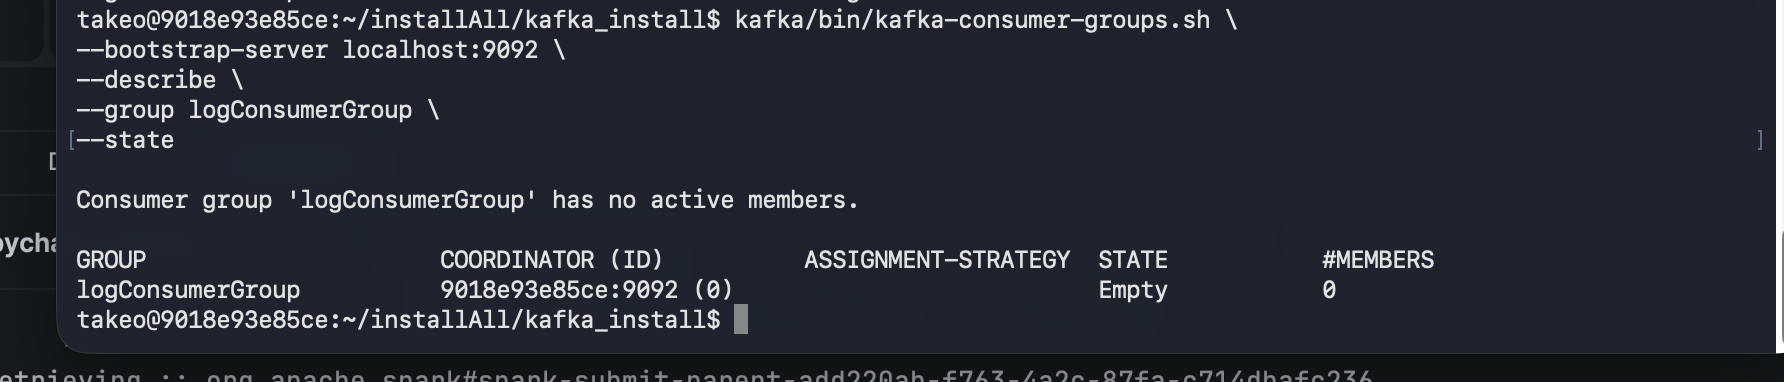 takeo@9018e93e85ce:~/installAll/kafka_install$ kafka/bin/kafka-consumer-groups.sh \
--bootstrap-server localhost:9092 \
--describe \
--group logConsumerGroup \
[--state ]
Consumer group 'logConsumerGroup' has no active members.
GROUP COORDINATOR (ID) ASSIGNMENT-STRATEGY STATE #MEMBERS
logConsumerGroup 9018e93e85ce:9092 (0) Empty 0
takeo@9018e93e85ce:~/installAll/kafka_install$